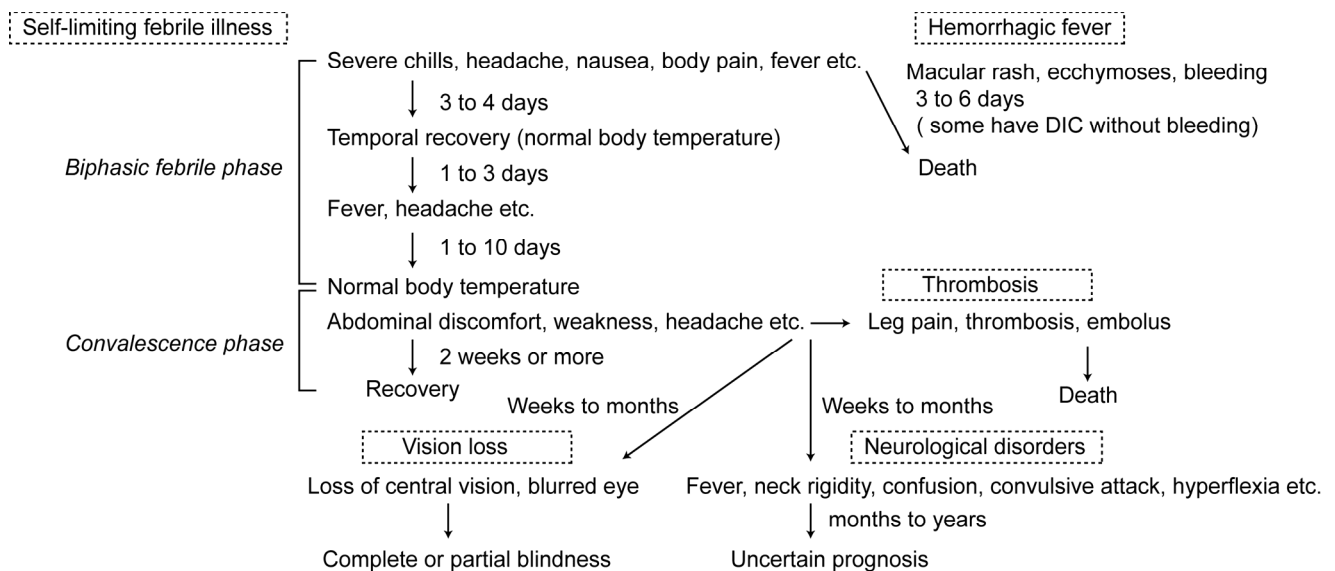 Self-limiting febrile illness
Hemorrhagic fever
Severe chills, headache, nausea, body pain, fever etc.
Macular rash, ecchymoses, bleeding
3 to 6 days
( some have DIC without bleeding)
Death
3 to 4 days
Temporal recovery (normal body temperature)
Biphasic febrile phase
1 to 3 days
Fever, headache etc.
1 to 10 days
Normal body temperature
Thrombosis
Abdominal discomfort, weakness, headache etc.
Leg pain, thrombosis, embolus
Convalescence phase
2 weeks or more
Recovery
Death
Weeks to months
Weeks to months
Vision loss
Neurological disorders
Loss of central vision, blurred eye
Fever, neck rigidity, confusion, convulsive attack, hyperflexia etc.
months to years
Complete or partial blindness
Uncertain prognosis